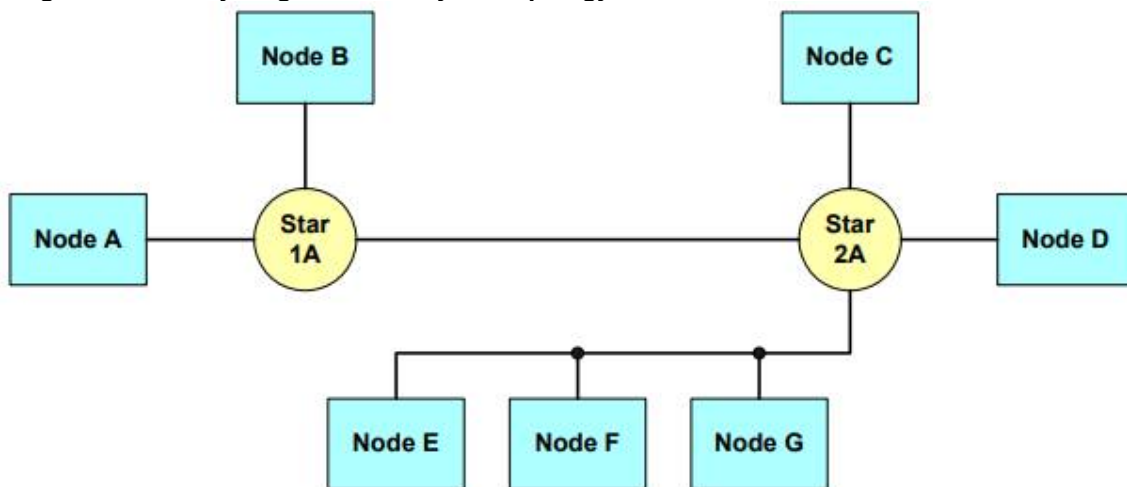 Node B
Node C
Node A
Star
1A
Star
2A
Node D
Node E
Node F
Node G